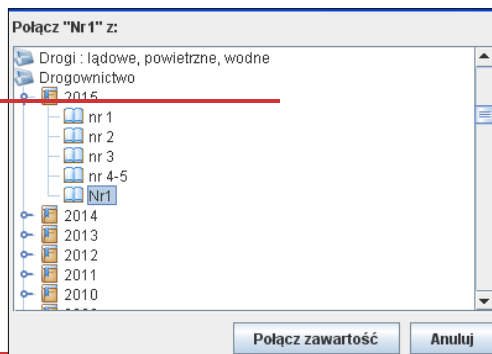 Połącz "Nr1" z:
Drogi : lądowe, powietrzne, wodne
Drogownictwo
2015
nr 1
nr 2
nr 3
nr 4-5
Nr1
2014
2013
2012
2011
2010
Połącz zawartość
Anuluj